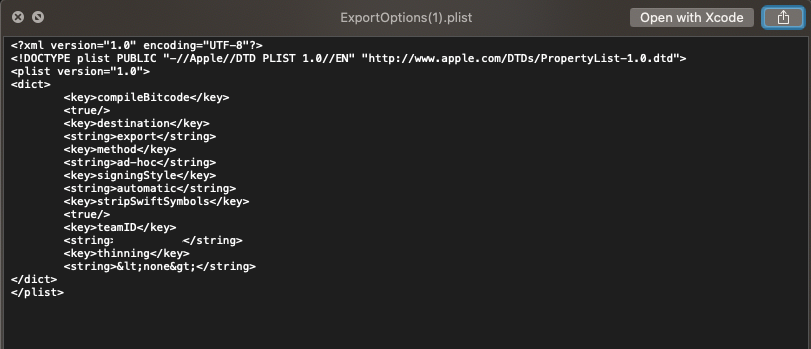 ExportOptions(1).plist
Open with Xcode
<?xml version="1.0" encoding="UTF-8"?>
<!DOCTYPE plist PUBLIC "-//Apple//DTD PLIST 1.0//EN" "http://www.apple.com/DTDs/PropertyList-1.0.dtd">
<plist version="1.0">
<dict>
	<key>compileBitcode</key>
	<true/>
	<key>destination</key>
	<string>export</string>
	<key>method</key>
	<string>ad-hoc</string>
	<key>signingStyle</key>
	<string>automatic</string>
	<key>stripSwiftSymbols</key>
	<true/>
	<key>teamID</key>
	<string:          </string>
	<key>thinning</key>
	<string>&lt;none&gt;</string>
</dict>
</plist>